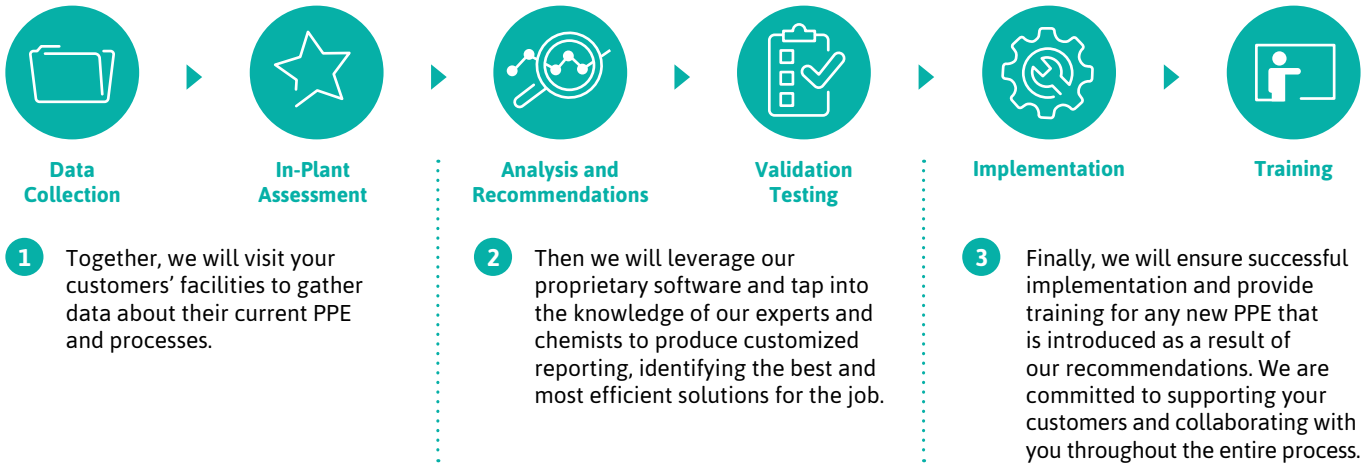 Data
Collection
In-Plant
Assessment
Analysis and
Recommendations
Validation
Testing
Implementation
Training
1
Together, we will visit your
customers’ facilities to gather
data about their current PPE
and processes.
2
Then we will leverage our
proprietary software and tap into
the knowledge of our experts and
chemists to produce customized
reporting, identifying the best and
most efficient solutions for the job.
3
Finally, we will ensure successful
implementation and provide
training for any new PPE that
is introduced as a result of
our recommendations. We are
committed to supporting your
customers and collaborating with
you throughout the entire process.